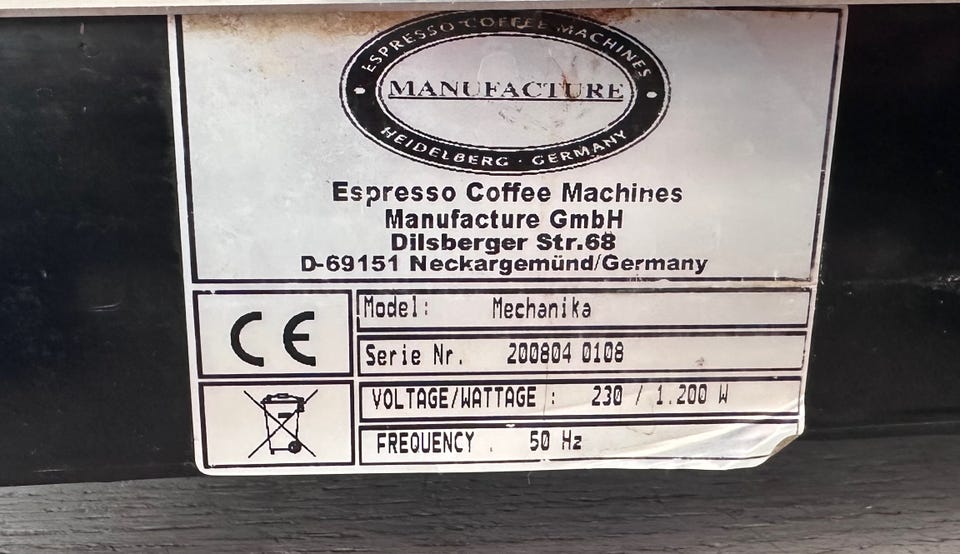 ESPRESSO COFFEE MACHINES
MANUFACTURE
HEIDELBERG · GERMANY
Espresso Coffee Machines
Manufacture GmbH
Dilsberger Str.68
D-69151 Neckargemünd/Germany
CE
Model: Mechanika
Serie Nr. 200804 0108
VOLTAGE/WATTAGE : 230 / 1.200 W
FREQUENCY . 50 Hz